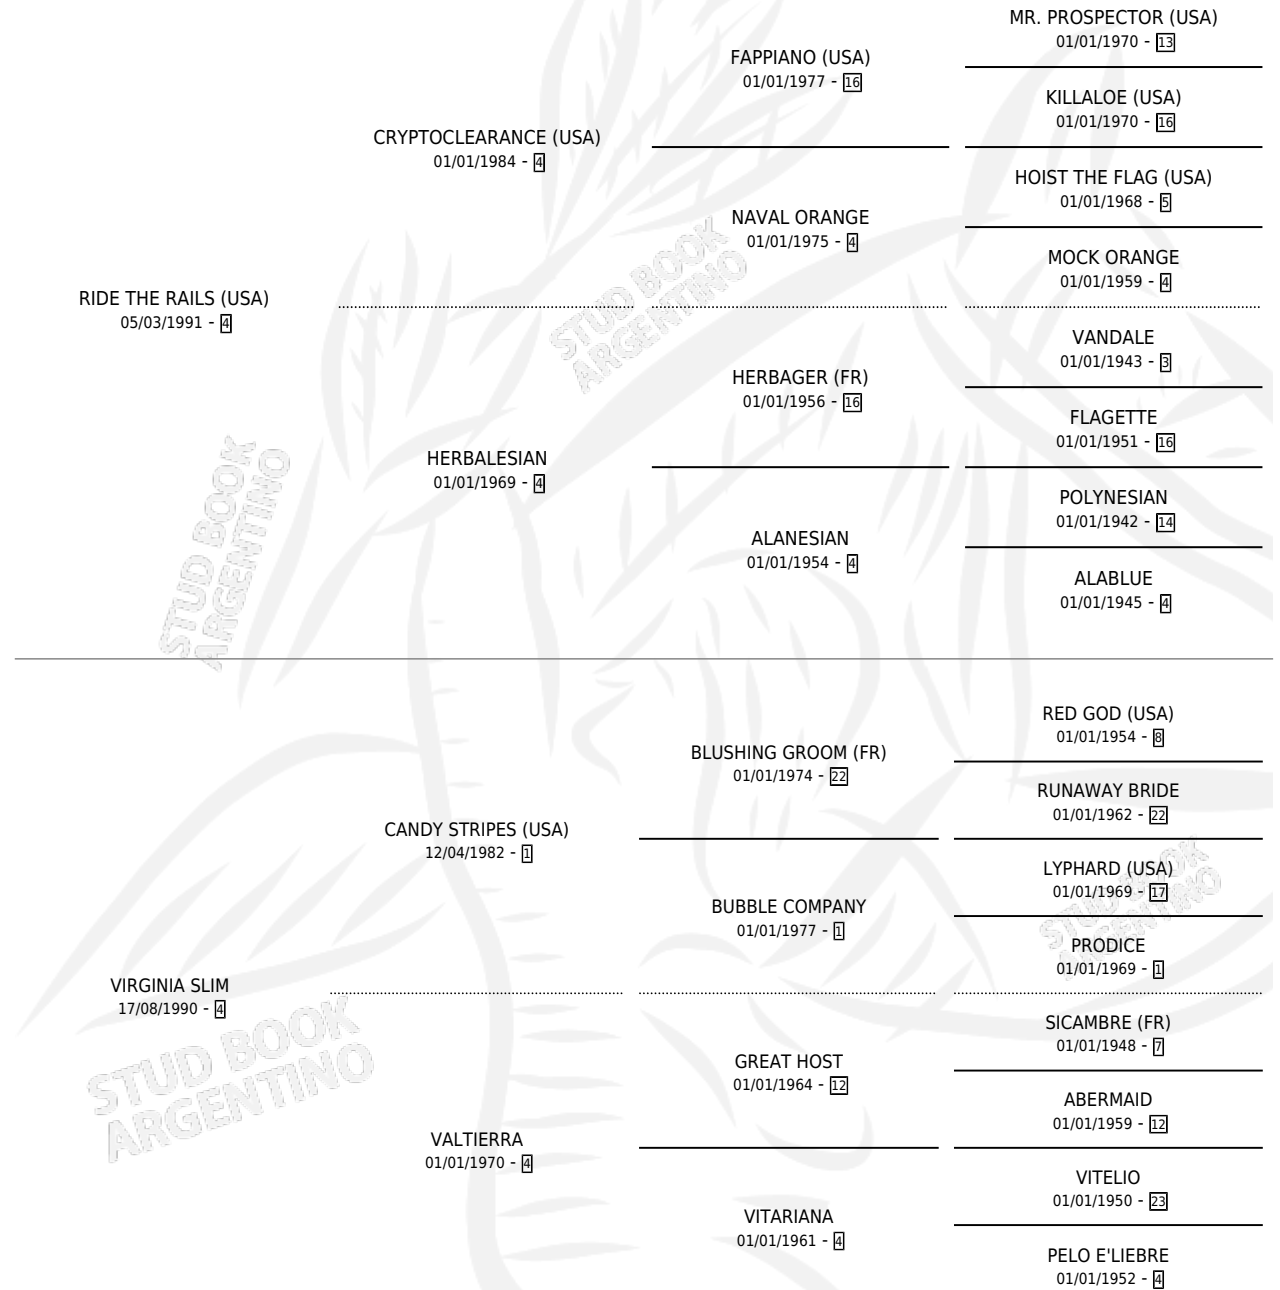 MR. PROSPECTOR (USA)
01/01/1970 - 13
FAPPIANO (USA)
01/01/1977 - 16
KILLALOE (USA)
01/01/1970 - 16
CRYPTOCLEARANCE (USA)
01/01/1984 - 4
HOIST THE FLAG (USA)
01/01/1968 - 5
NAVAL ORANGE
01/01/1975 - 4
MOCK ORANGE
01/01/1959 - 4
RIDE THE RAILS (USA)
05/03/1991 - 4
VANDALE
01/01/1943 - 3
HERBAGER (FR)
01/01/1956 - 16
FLAGETTE
01/01/1951 - 16
HERBALESIAN
01/01/1969 - 4
POLYNESIAN
01/01/1942 - 14
ALANESIAN
01/01/1954 - 4
ALABLUE
01/01/1945 - 4
RED GOD (USA)
01/01/1954 - 8
BLUSHING GROOM (FR)
01/01/1974 - 22
RUNAWAY BRIDE
01/01/1962 - 22
CANDY STRIPES (USA)
12/04/1982 - 1
LYPHARD (USA)
01/01/1969 - 17
BUBBLE COMPANY
01/01/1977 - 1
PRODICE
01/01/1969 - 1
VIRGINIA SLIM
17/08/1990 - 4
SICAMBRE (FR)
01/01/1948 - 7
GREAT HOST
01/01/1964 - 12
ABERMAID
01/01/1959 - 12
VALTIERRA
01/01/1970 - 4
VITELIO
01/01/1950 - 23
VITARIANA
01/01/1961 - 4
PELO E'LIEBRE
01/01/1952 - 4
STUD BOOK
ARGENTINO
STUD BOOK
ARGENTINO
STUD BOOK
ARGENTINO
STUD BOOK
ARGENTINO